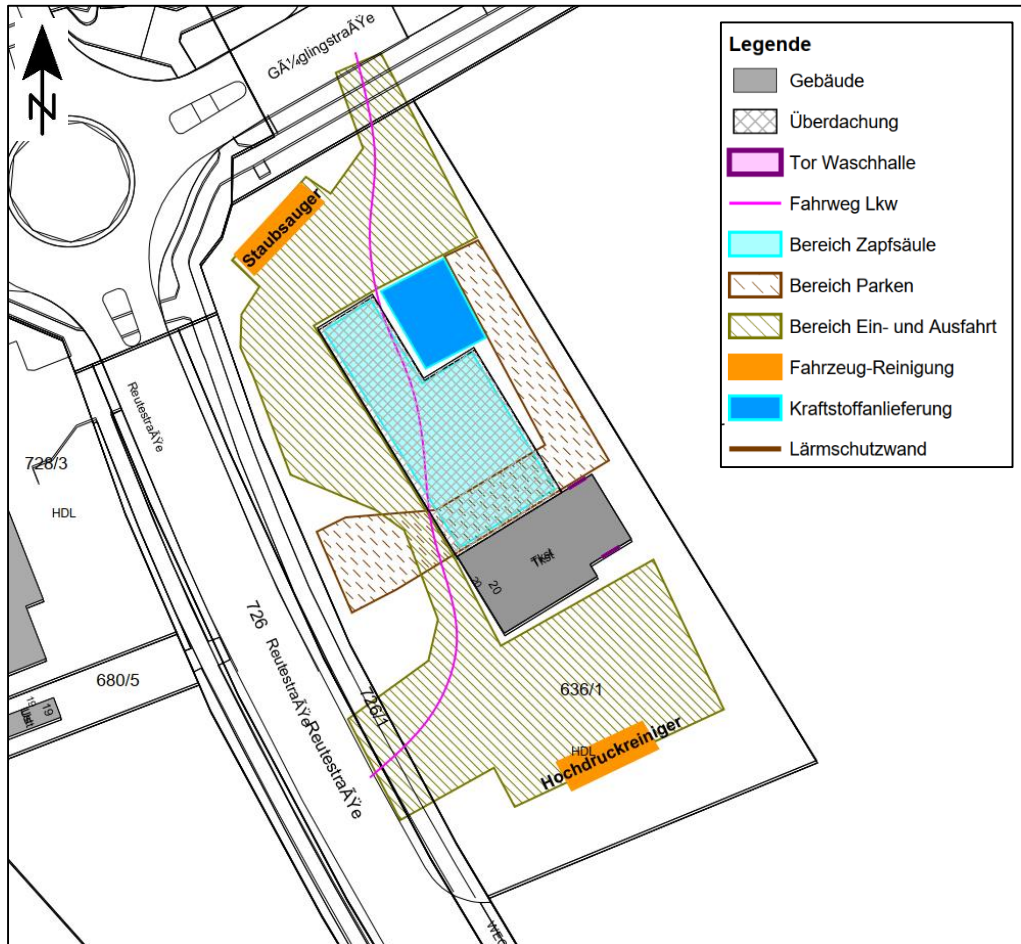 GÃ¼glingstraÃŸe
N
Legende
Gebäude
Überdachung
Tor Waschhalle
Fahrweg Lkw
Bereich Zapfsäule
Bereich Parken
Bereich Ein- und Ausfahrt
Fahrzeug-Reinigung
Kraftstoffanlieferung
Lärmschutzwand
Staubsauger
ReutestraÃŸe
728/3
HDL
20
20
726
ReutestraÃŸe
ReutestraÃŸe
726/1
680/5
19
19
636/1
HDL
Hochdruckreiniger
WEG